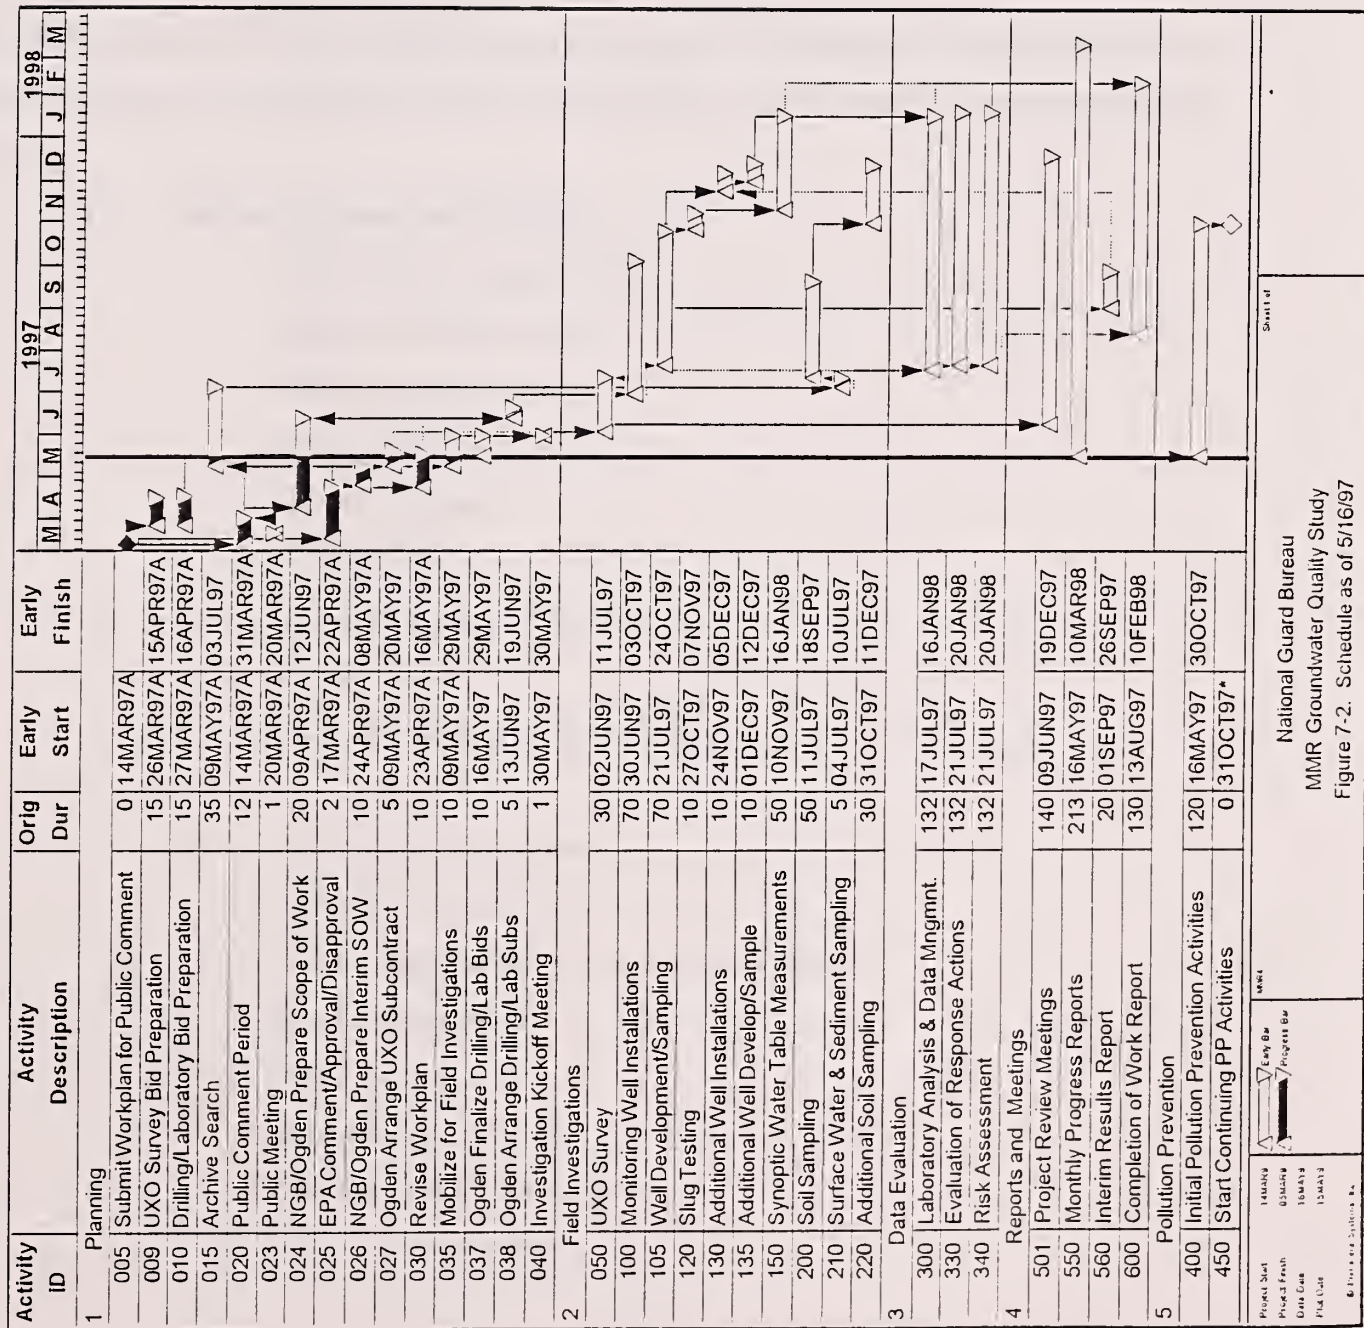 Activity ID Activity Description Orig Dur Early Start Early Finish
1997 1998
M A M J J A S O N D J F M
1 Planning
005 Submit Workplan for Public Comment 0 14MAR97A
009 UXO Survey Bid Preparation 15 26MAR97A 15APR97A
010 Drilling/Laboratory Bid Preparation 15 27MAR97A 16APR97A
015 Archive Search 35 09MAY97A 03JUL97
020 Public Comment Period 12 14MAR97A 31MAR97A
023 Public Meeting 1 20MAR97A 20MAR97A
024 NGB/Ogden Prepare Scope of Work 20 09APR97A 12JUN97
025 EPA Comment/Approval/Disapproval 2 17MAR97A 22APR97A
026 NGB/Ogden Prepare Interim SOW 10 24APR97A 08MAY97A
027 Ogden Arrange UXO Subcontract 5 09MAY97A 20MAY97
030 Revise Workplan 10 23APR97A 16MAY97A
035 Mobilize for Field Investigations 10 09MAY97A 29MAY97
037 Ogden Finalize Drilling/Lab Bids 10 16MAY97 29MAY97
038 Ogden Arrange Drilling/Lab Subs 5 13JUN97 19JUN97
040 Investigation Kickoff Meeting 1 30MAY97 30MAY97
2 Field Investigations
050 UXO Survey 30 02JUN97 11JUL97
100 Monitoring Well Installations 70 30JUN97 03OCT97
105 Well Development/Sampling 70 21JUL97 24OCT97
120 Slug Testing 10 27OCT97 07NOV97
130 Additional Well Installations 10 24NOV97 05DEC97
135 Additional Well Develop/Sample 10 01DEC97 12DEC97
150 Synoptic Water Table Measurements 50 10NOV97 16JAN98
200 Soil Sampling 50 11JUL97 18SEP97
210 Surface Water & Sediment Sampling 5 04JUL97 10JUL97
220 Additional Soil Sampling 30 31OCT97 11DEC97
3 Data Evaluation
300 Laboratory Analysis & Data Mngmnt. 132 17JUL97 16JAN98
330 Evaluation of Response Actions 132 21JUL97 20JAN98
340 Risk Assessment 132 21JUL97 20JAN98
4 Reports and Meetings
501 Project Review Meetings 140 09JUN97 19DEC97
550 Monthly Progress Reports 213 16MAY97 10MAR98
560 Interim Results Report 20 01SEP97 26SEP97
600 Completion of Work Report 130 13AUG97 10FEB98
5 Pollution Prevention
400 Initial Pollution Prevention Activities 120 16MAY97 30OCT97
450 Start Continuing PP Activities 0 31OCT97*
Project Start
Project Finish
Data Date
Plot Date
Early Bar
Progress Bar
National Guard Bureau
MMR Groundwater Quality Study
Figure 7-2. Schedule as of 5/16/97
Sheet of